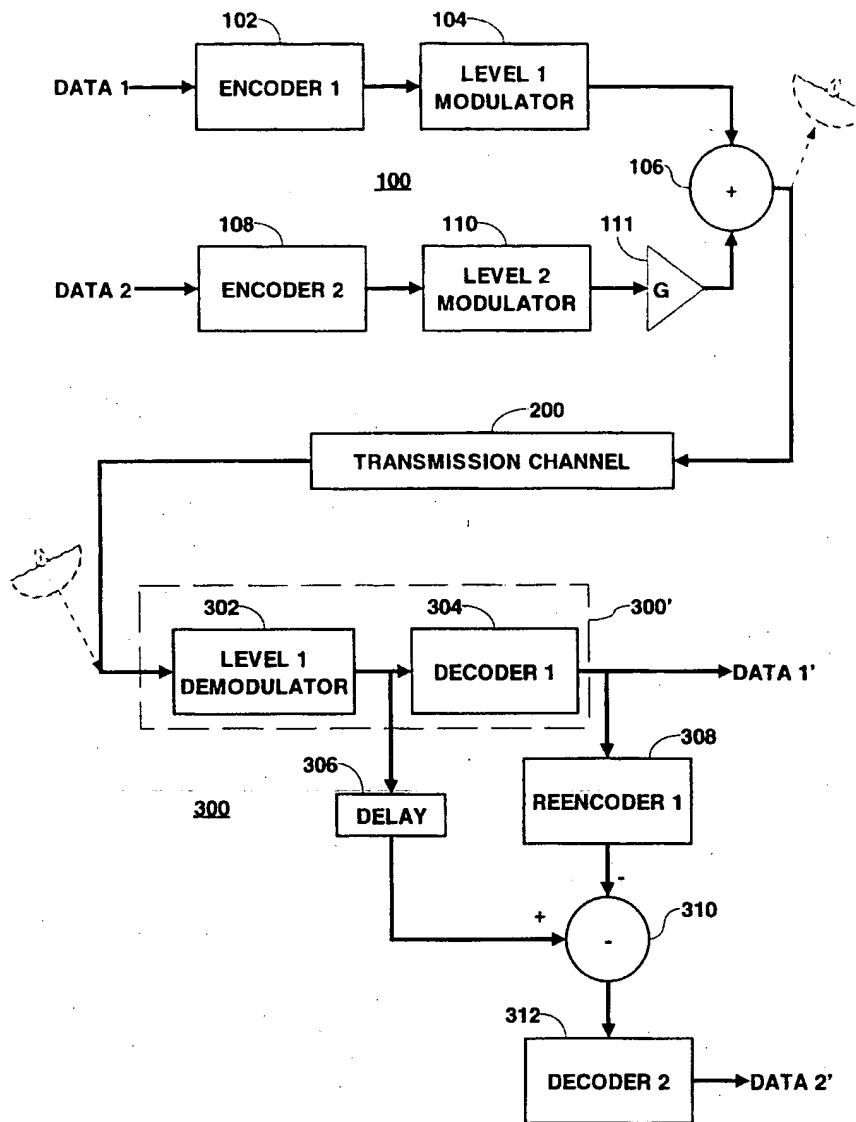 102
104
DATA 1
ENCODER 1
LEVEL 1
MODULATOR
106
+
100
108
110
111
DATA 2
ENCODER 2
LEVEL 2
MODULATOR
G
200
TRANSMISSION CHANNEL
302
304
300'
LEVEL 1
DEMODULATOR
DECODER 1
DATA 1'
306
308
300
DELAY
REENCODER 1
-
+
310
-
312
DECODER 2
DATA 2'